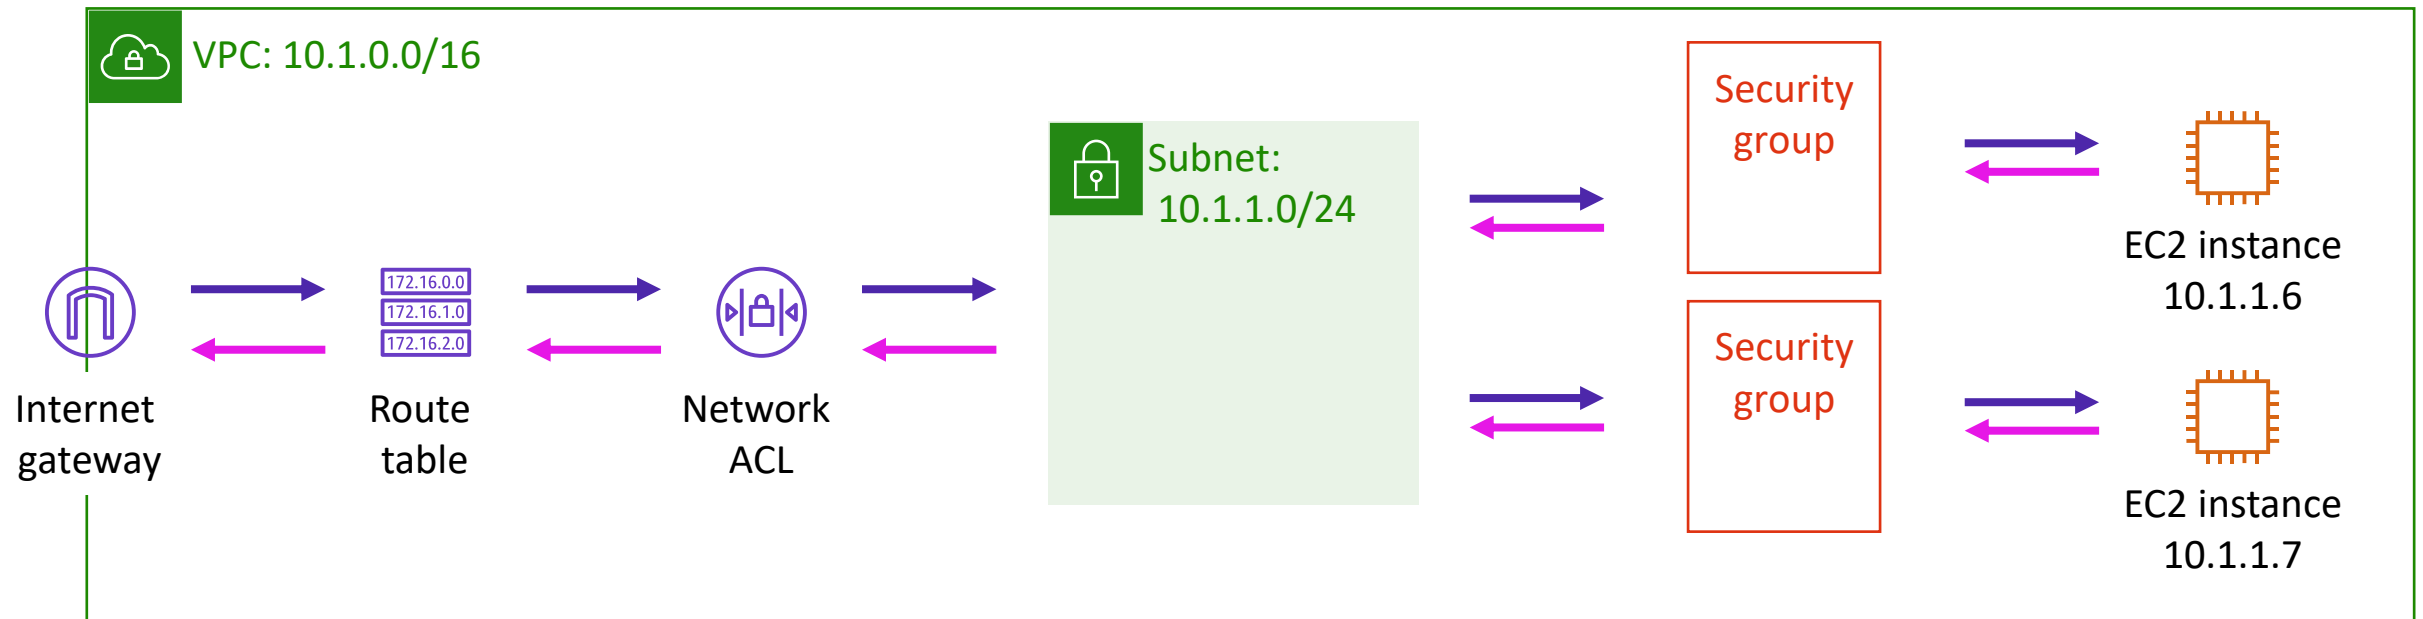 VPC: 10.1.0.0/16
Internet
gateway
172.16.0.0
172.16.1.0
172.16.2.0
Route
table
Network
ACL
Subnet:
10.1.1.0/24
Security
group
EC2 instance
10.1.1.6
Security
group
EC2 instance
10.1.1.7